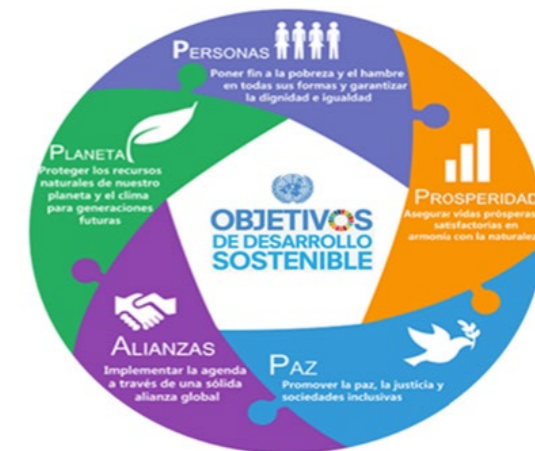 PERSONAS
Poner fin a la pobreza y el hambre
en todas sus formas y garantizar
la dignidad e igualdad
PROSPERIDAD
Asegurar vidas prósperas
satisfactorias en
armonía con la naturaleza
PAZ
Promover la paz, la justicia y
sociedades inclusivas
ALIANZAS
Implementar la agenda
a través de una sólida
alianza global
PLANETA
Proteger los recursos
naturales de nuestro
planeta y el clima
para generaciones
futuras
OBJETIVOS
DE DESARROLLO
SOSTENIBLE